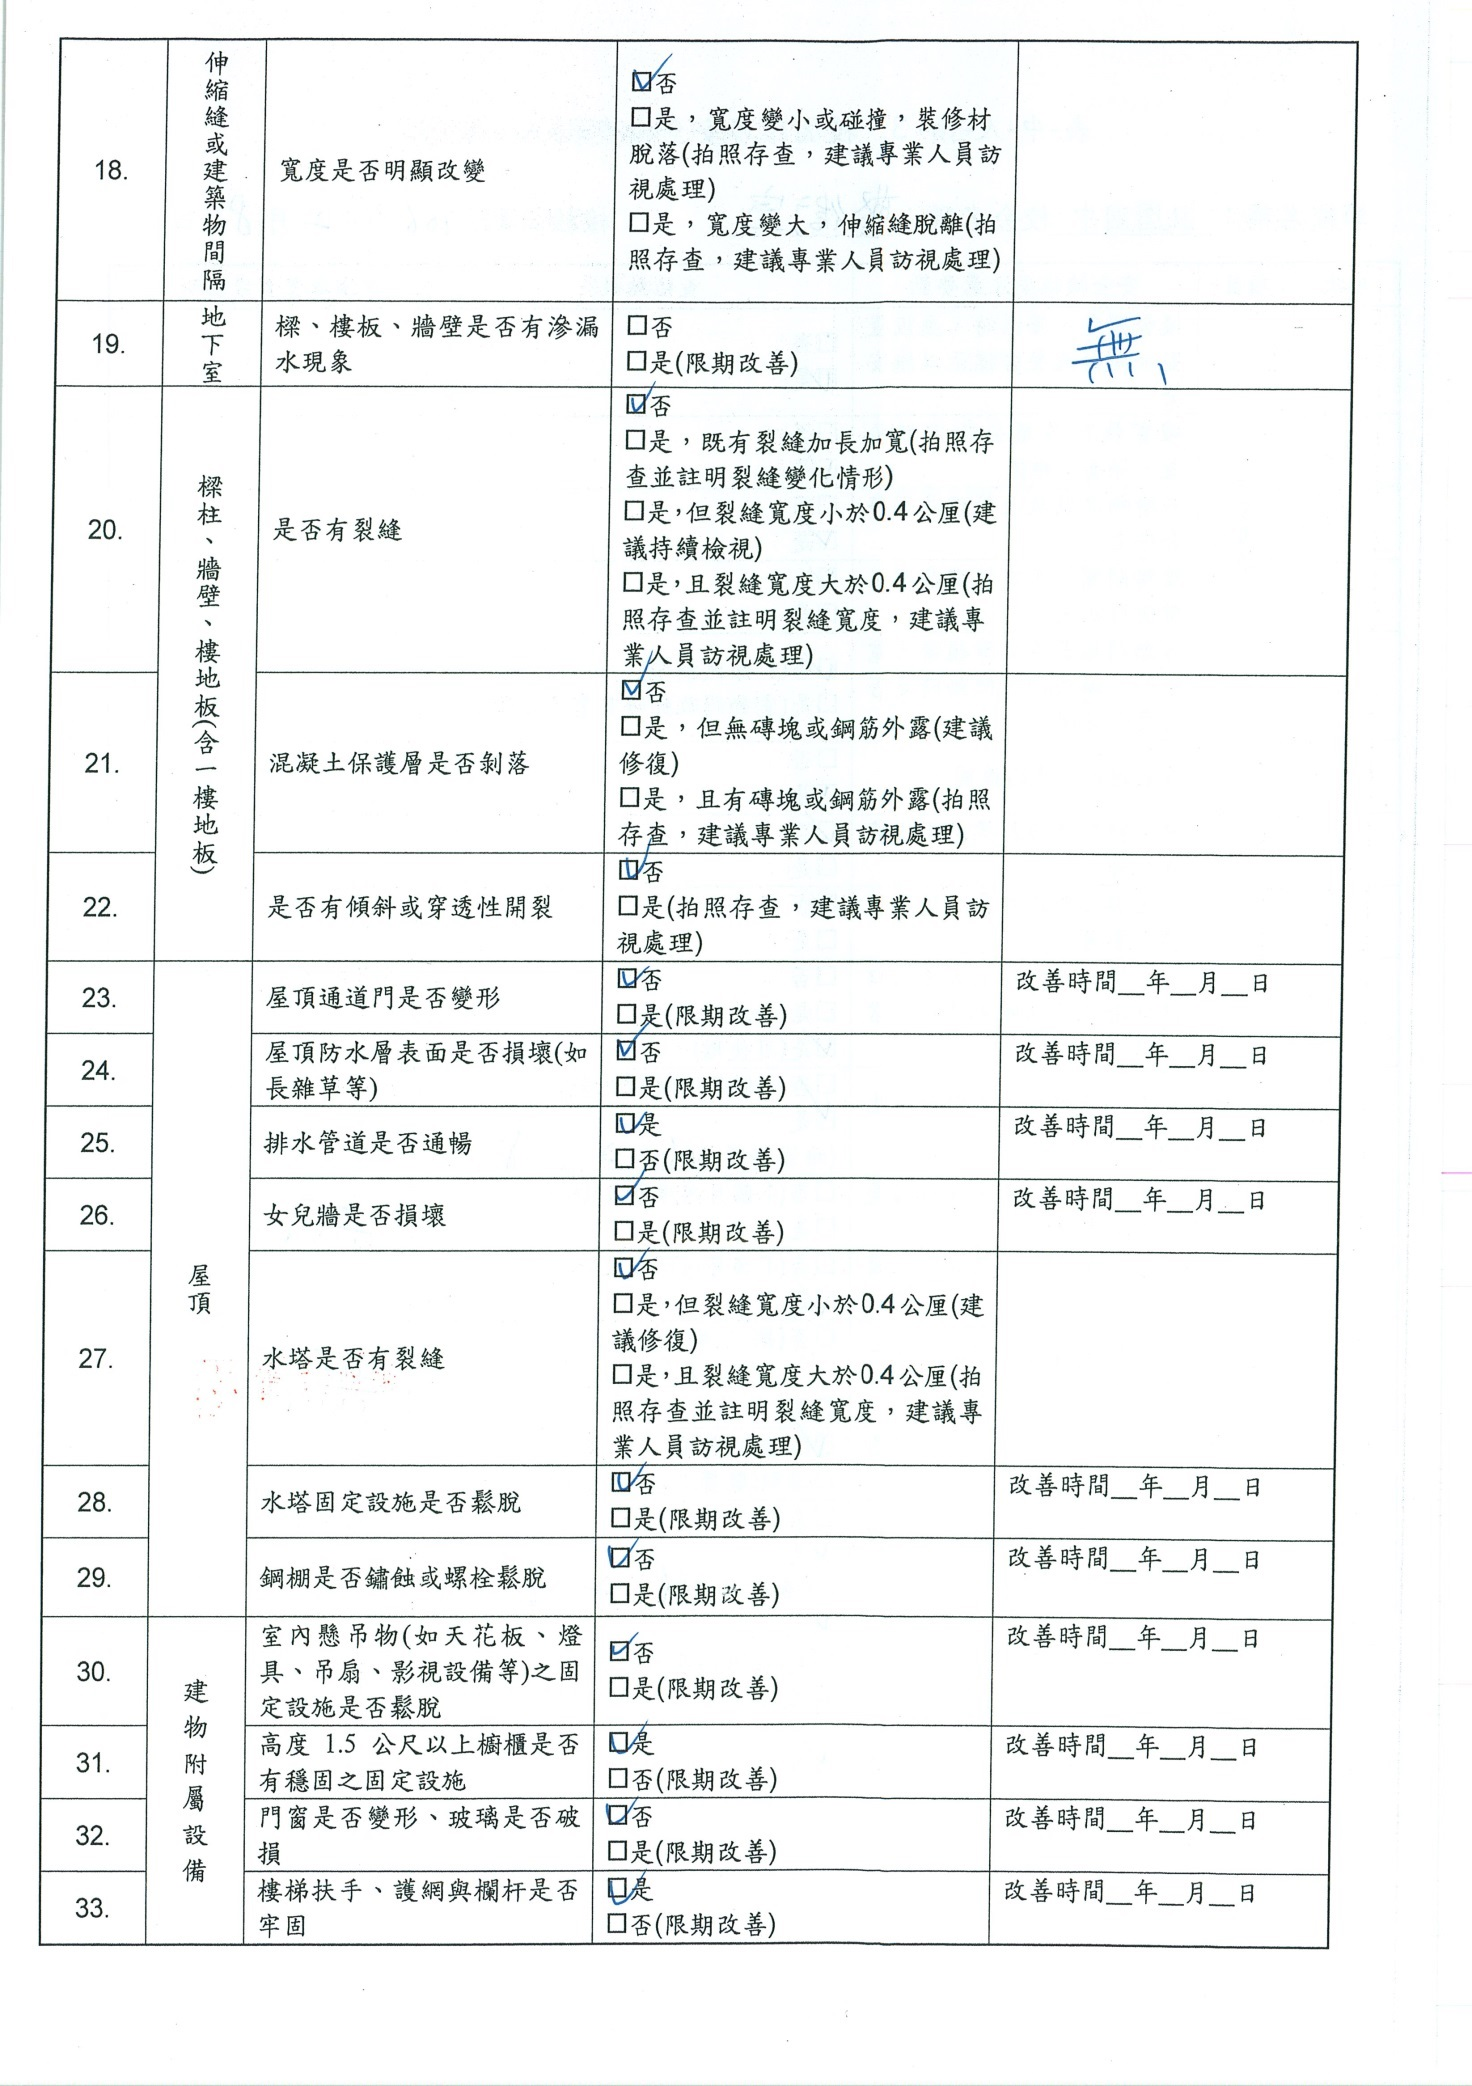 18.
伸縮縫或建築物間隔
寬度是否明顯改變
☑否
□是，寬度變小或碰撞，裝修材
脫落(拍照存查，建議專業人員訪
視處理)
□是，寬度變大，伸縮縫脫離(拍
照存查，建議專業人員訪視處理)
19.
地下室
樑、樓板、牆壁是否有滲漏
水現象
□否
□是(限期改善)
無
20.
樑柱、牆壁、樓地板(含一樓地板)
是否有裂縫
☑否
□是，既有裂縫加長加寬(拍照存
查並註明裂縫變化情形)
□是，但裂縫寬度小於0.4公厘(建
議持續檢視)
□是，且裂縫寬度大於0.4公厘(拍
照存查並註明裂縫寬度，建議專
業人員訪視處理)
21.
混凝土保護層是否剝落
☑否
□是，但無磚塊或鋼筋外露(建議
修復)
□是，且有磚塊或鋼筋外露(拍照
存查，建議專業人員訪視處理)
22.
是否有傾斜或穿透性開裂
☑否
□是(拍照存查，建議專業人員訪
視處理)
23.
屋頂
屋頂通道門是否變形
☑否
□是(限期改善)
改善時間__年__月__日
24.
屋頂防水層表面是否損壞(如
長雜草等)
☑否
□是(限期改善)
改善時間__年__月__日
25.
排水管道是否通暢
☑是
□否(限期改善)
改善時間__年__月__日
26.
女兒牆是否損壞
☑否
□是(限期改善)
改善時間__年__月__日
27.
水塔是否有裂縫
☑否
□是，但裂縫寬度小於0.4公厘(建
議修復)
□是，且裂縫寬度大於0.4公厘(拍
照存查並註明裂縫寬度，建議專
業人員訪視處理)
28.
水塔固定設施是否鬆脫
☑否
□是(限期改善)
改善時間__年__月__日
29.
鋼棚是否鏽蝕或螺栓鬆脫
☑否
□是(限期改善)
改善時間__年__月__日
30.
建物附屬設備
室內懸吊物(如天花板、燈
具、吊扇、影視設備等)之固
定設施是否鬆脫
☑否
□是(限期改善)
改善時間__年__月__日
31.
高度 1.5 公尺以上櫥櫃是否
有穩固之固定設施
☑是
□否(限期改善)
改善時間__年__月__日
32.
門窗是否變形、玻璃是否破
損
☑否
□是(限期改善)
改善時間__年__月__日
33.
樓梯扶手、護網與欄杆是否
牢固
☑是
□否(限期改善)
改善時間__年__月__日